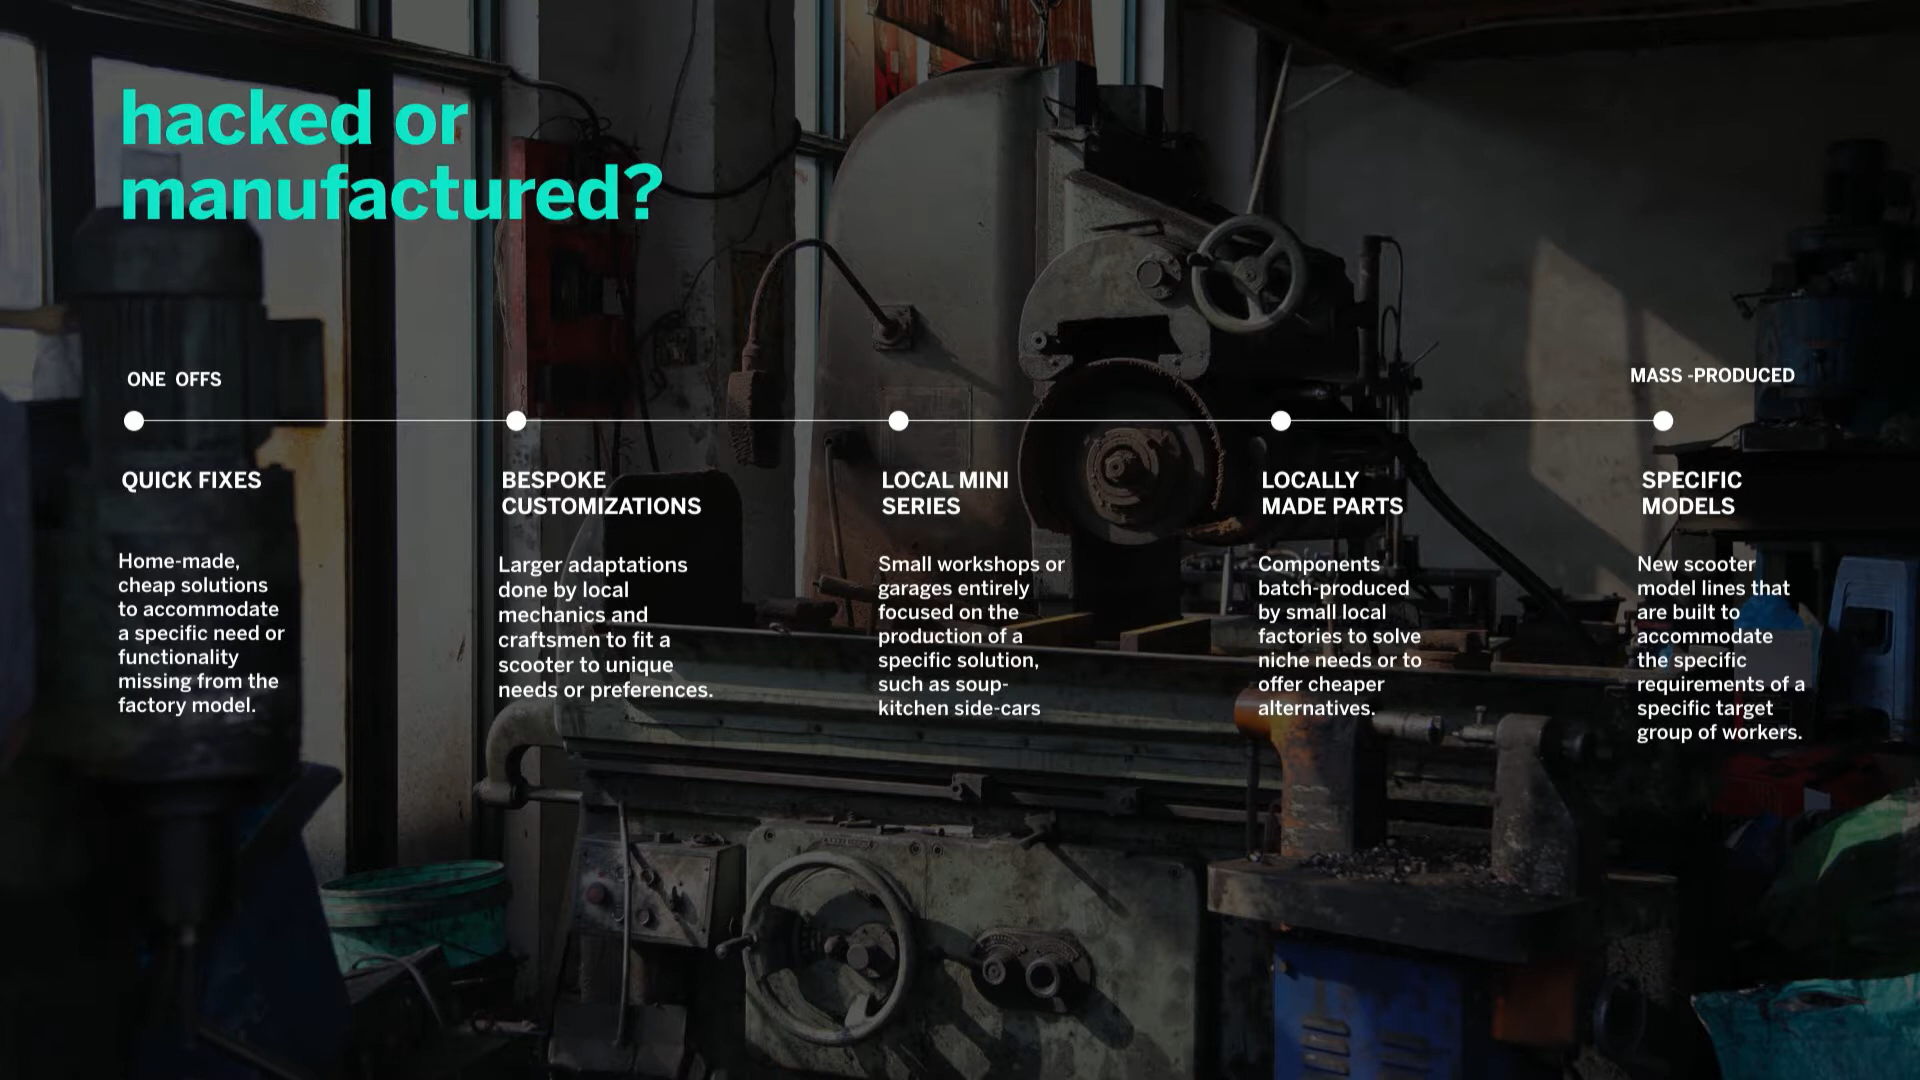 hacked or
manufactured?
ONE OFFS
MASS -PRODUCED
QUICK FIXES
Home-made,
cheap solutions
to accommodate
a specific need or
functionality
missing from the
factory model.
BESPOKE
CUSTOMIZATIONS
Larger adaptations
done by local
mechanics and
craftsmen to fit a
scooter to unique
needs or preferences.
LOCAL MINI
SERIES
Small workshops or
garages entirely
focused on the
production of a
specific solution,
such as soup-
kitchen side-cars
LOCALLY
MADE PARTS
Components
batch-produced
by small local
factories to solve
niche needs or to
offer cheaper
alternatives.
SPECIFIC
MODELS
New scooter
model lines that
are built to
accommodate
the specific
requirements of a
specific target
group of workers.